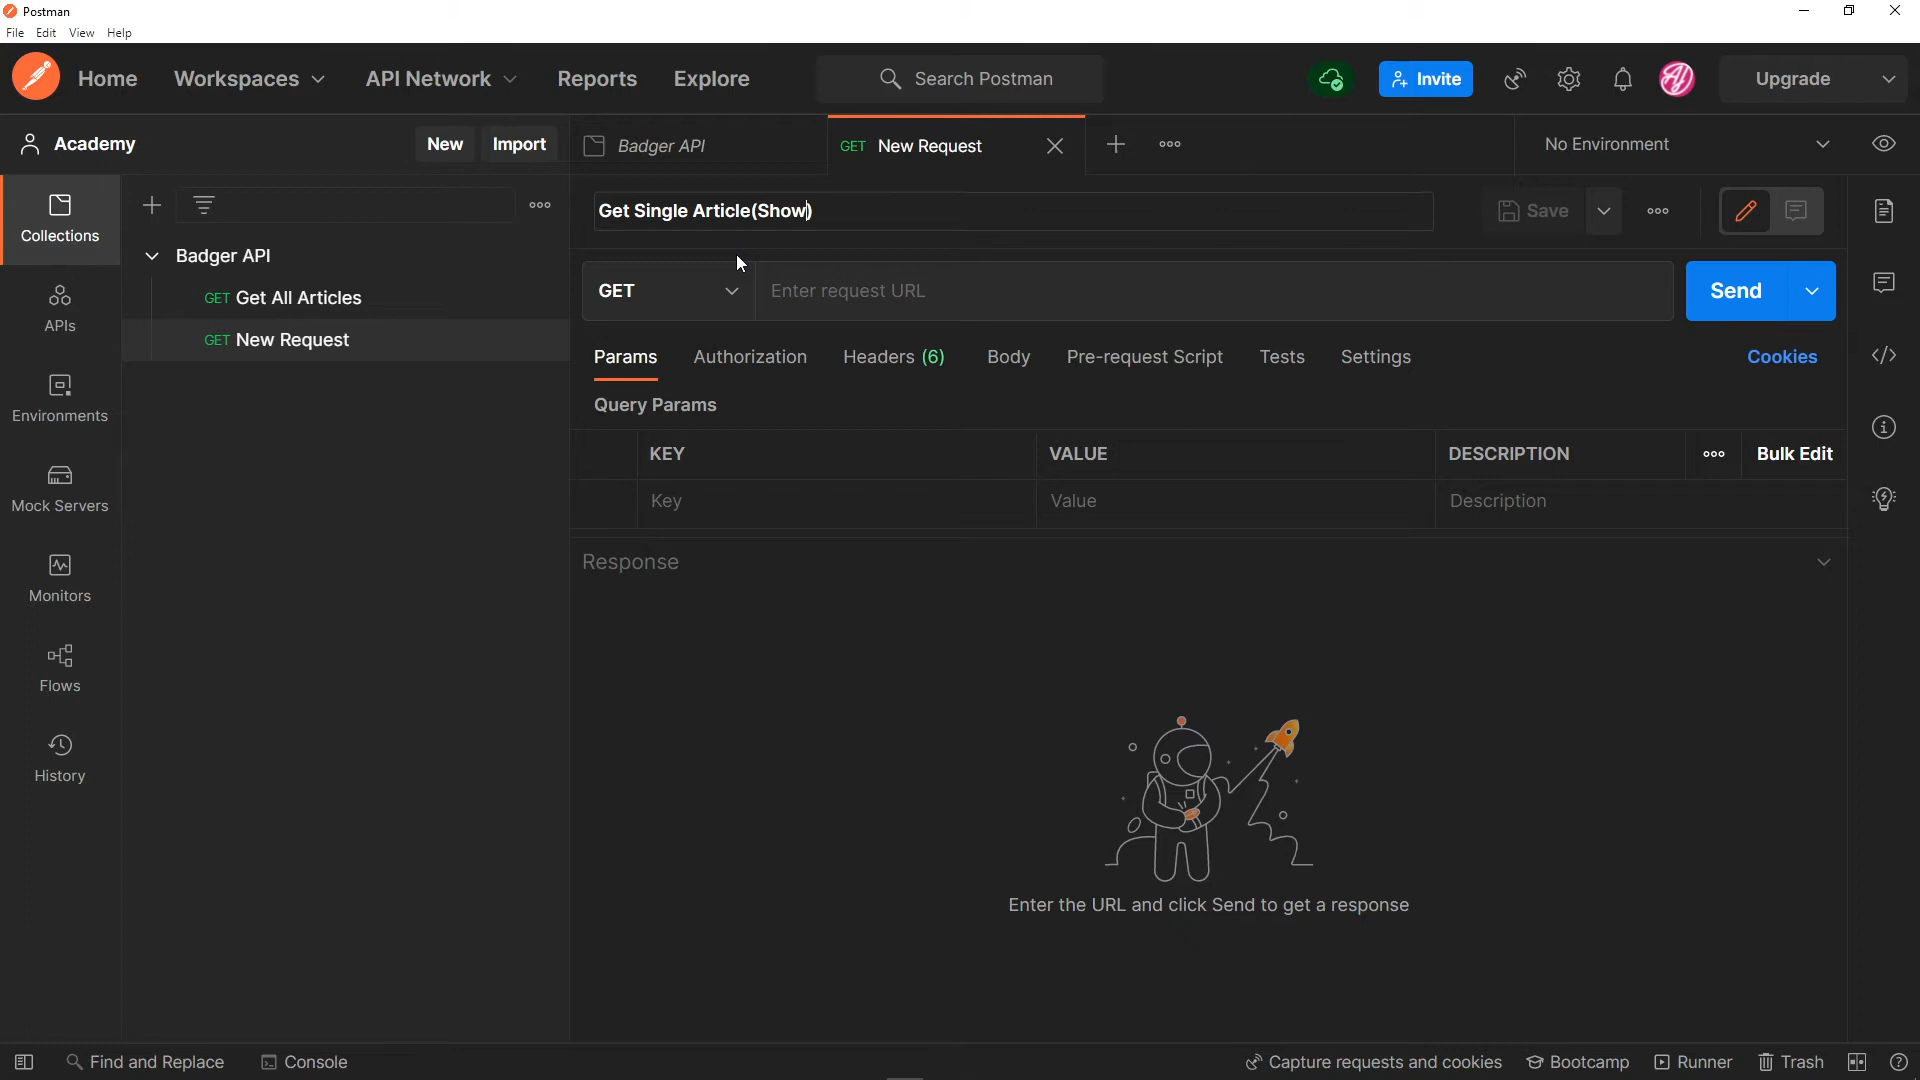 Postman
File Edit View Help
Home Workspaces API Network Reports Explore Search Postman Invite Upgrade
Academy New Import Badger API GET New Request No Environment
Collections
Get Single Article(Show) Save
Badger API
GET Enter request URL Send
GET Get All Articles
APIs
GET New Request
Params Authorization Headers (6) Body Pre-request Script Tests Settings Cookies
Environments
Query Params
KEY VALUE DESCRIPTION Bulk Edit
Key Value Description
Mock Servers
Response
Monitors
Flows
History
Enter the URL and click Send to get a response
Find and Replace Console Capture requests and cookies Bootcamp Runner Trash